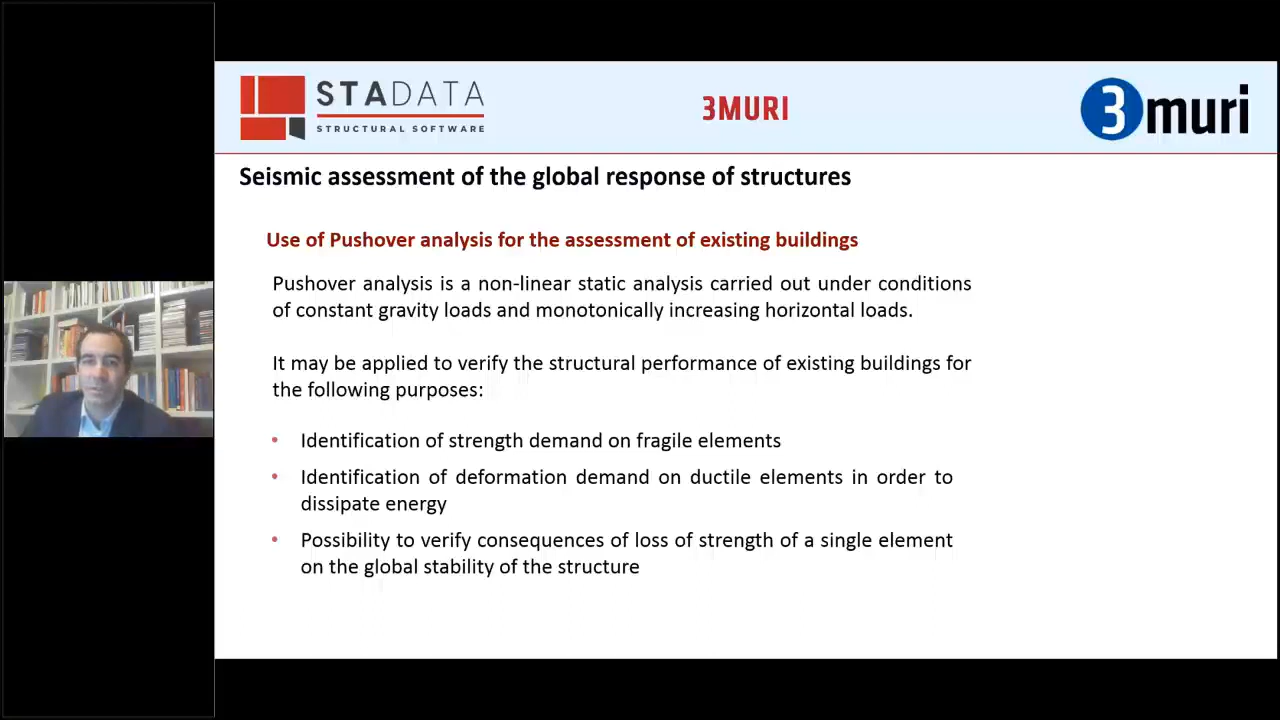 STADATA
STRUCTURAL SOFTWARE
3MURI
3muri
Seismic assessment of the global response of structures
Use of Pushover analysis for the assessment of existing buildings
Pushover analysis is a non-linear static analysis carried out under conditions
of constant gravity loads and monotonically increasing horizontal loads.
It may be applied to verify the structural performance of existing buildings for
the following purposes:
• Identification of strength demand on fragile elements
• Identification of deformation demand on ductile elements in order to
dissipate energy
• Possibility to verify consequences of loss of strength of a single element
on the global stability of the structure